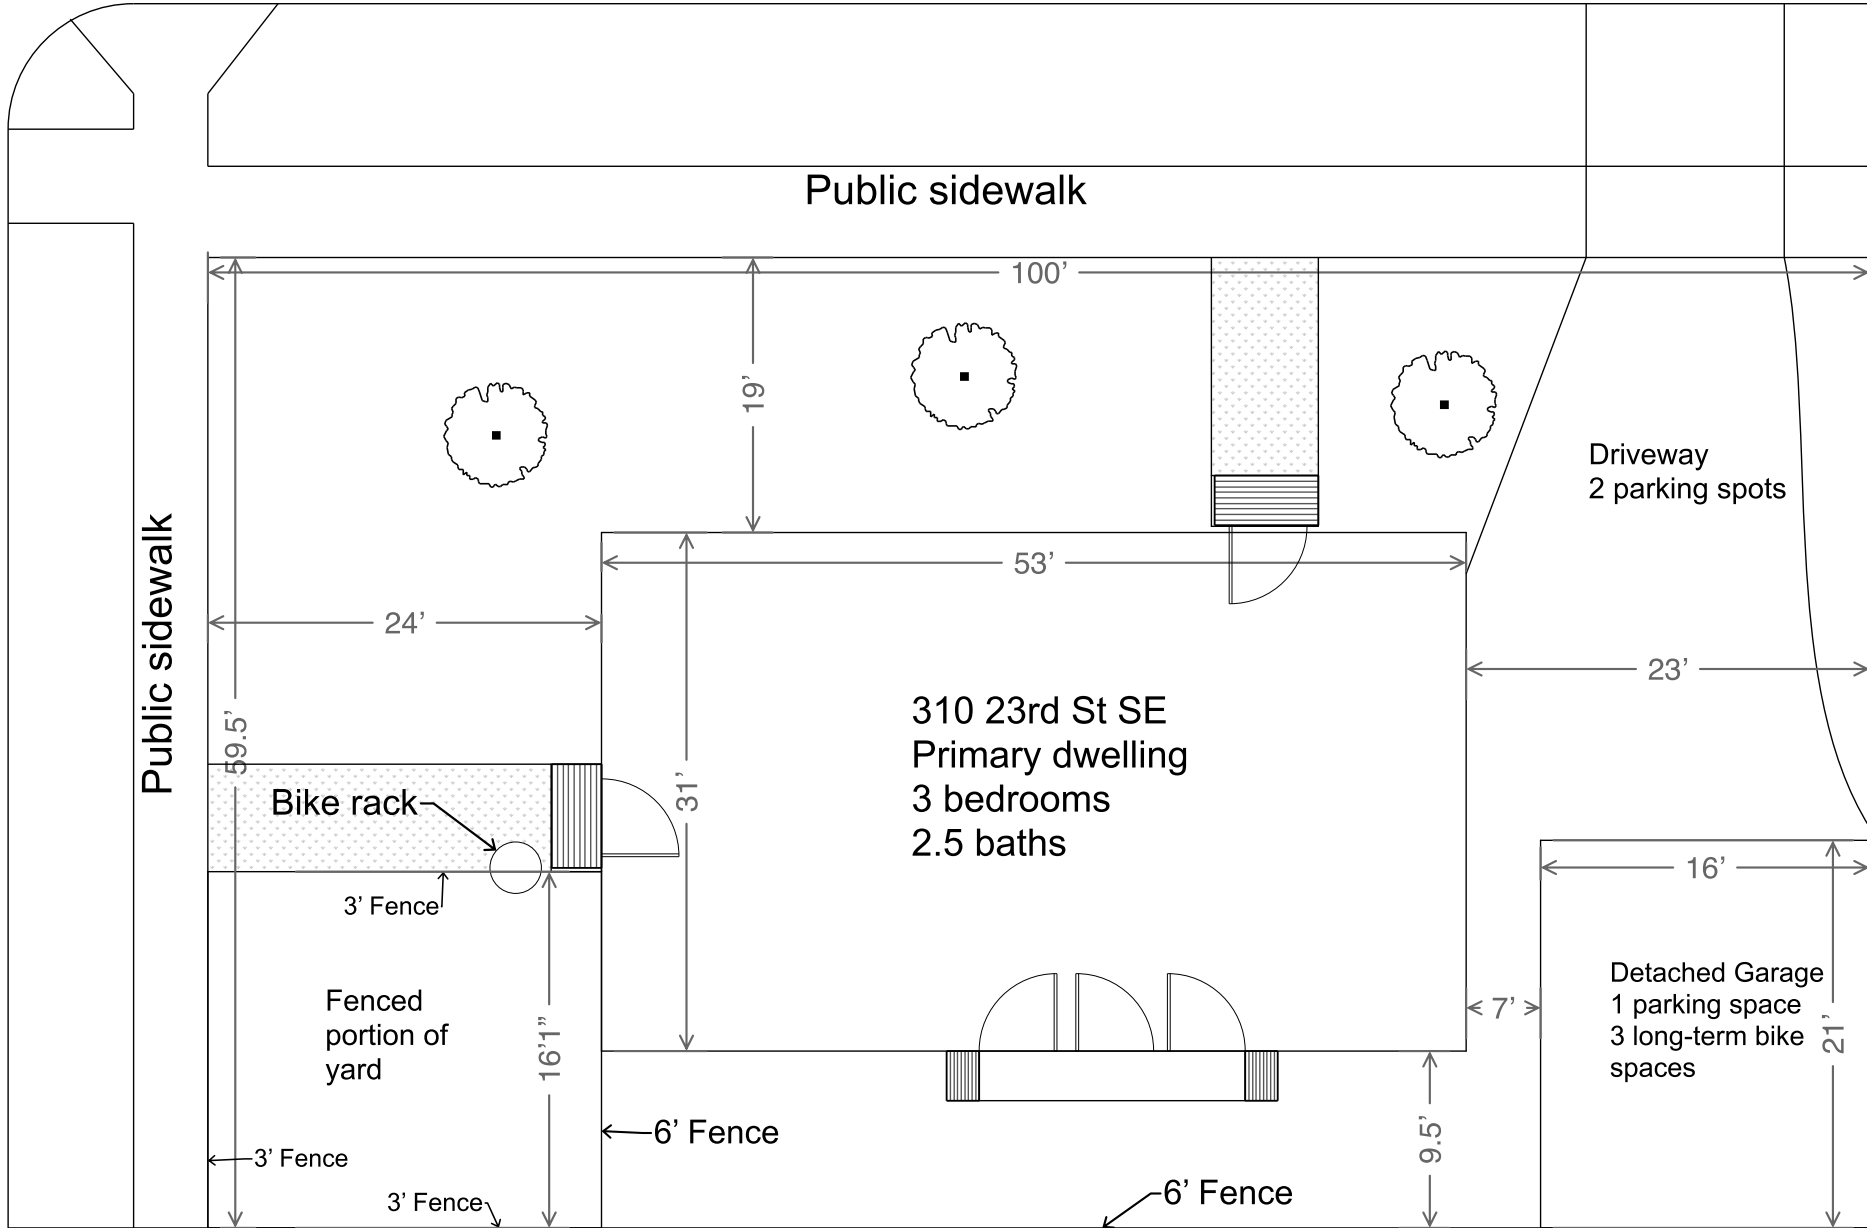 Public sidewalk
100’
19’
Driveway
2 parking spots
Public sidewalk
53’
24’
23’
59.5’
310 23rd St SE
Primary dwelling
3 bedrooms
2.5 baths
31’
Bike rack
16’
3’ Fence
Fenced
portion of
yard
16’1”
7’
Detached Garage
1 parking space
3 long-term bike
spaces
21’
6’ Fence
9.5’
3’ Fence
3’ Fence
6’ Fence